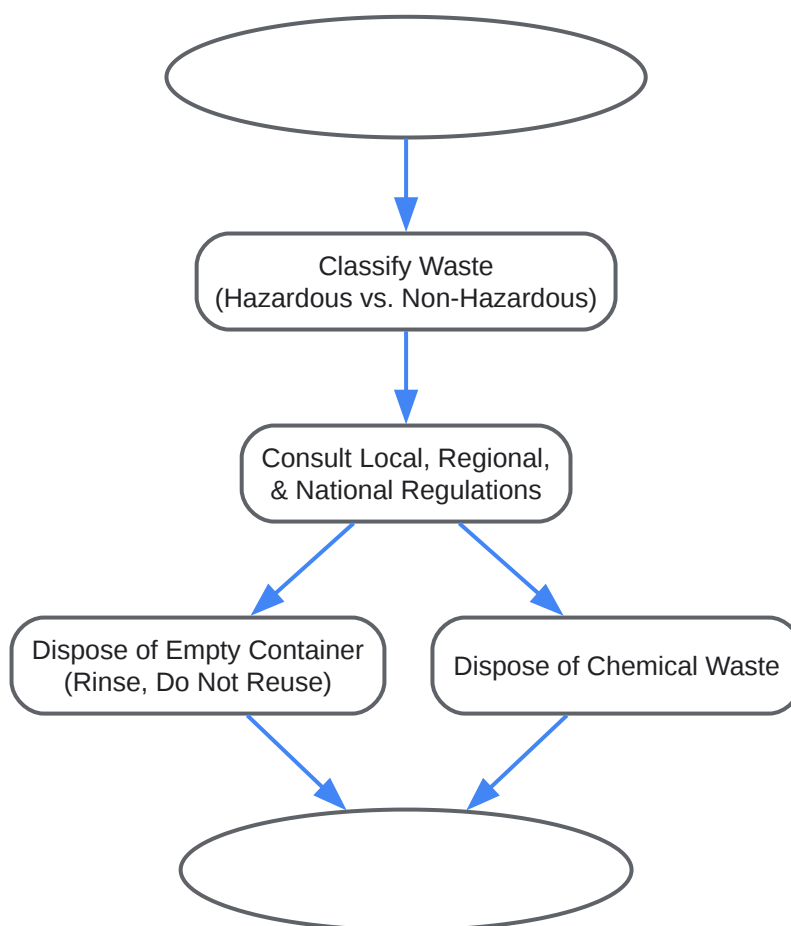 Classify Waste
(Hazardous vs. Non-Hazardous)
Consult Local, Regional,
& National Regulations
Dispose of Empty Container
(Rinse, Do Not Reuse)
Dispose of Chemical Waste